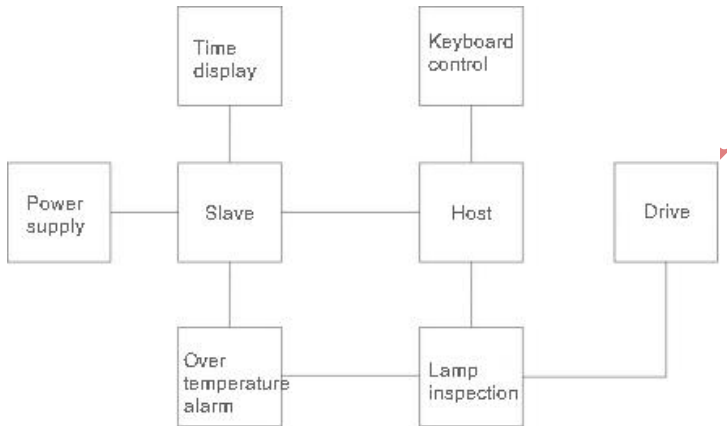 Time
display
Keyboard
control
Power
supply
Slave
Host
Drive
Over
temperature
alarm
Lamp
inspection